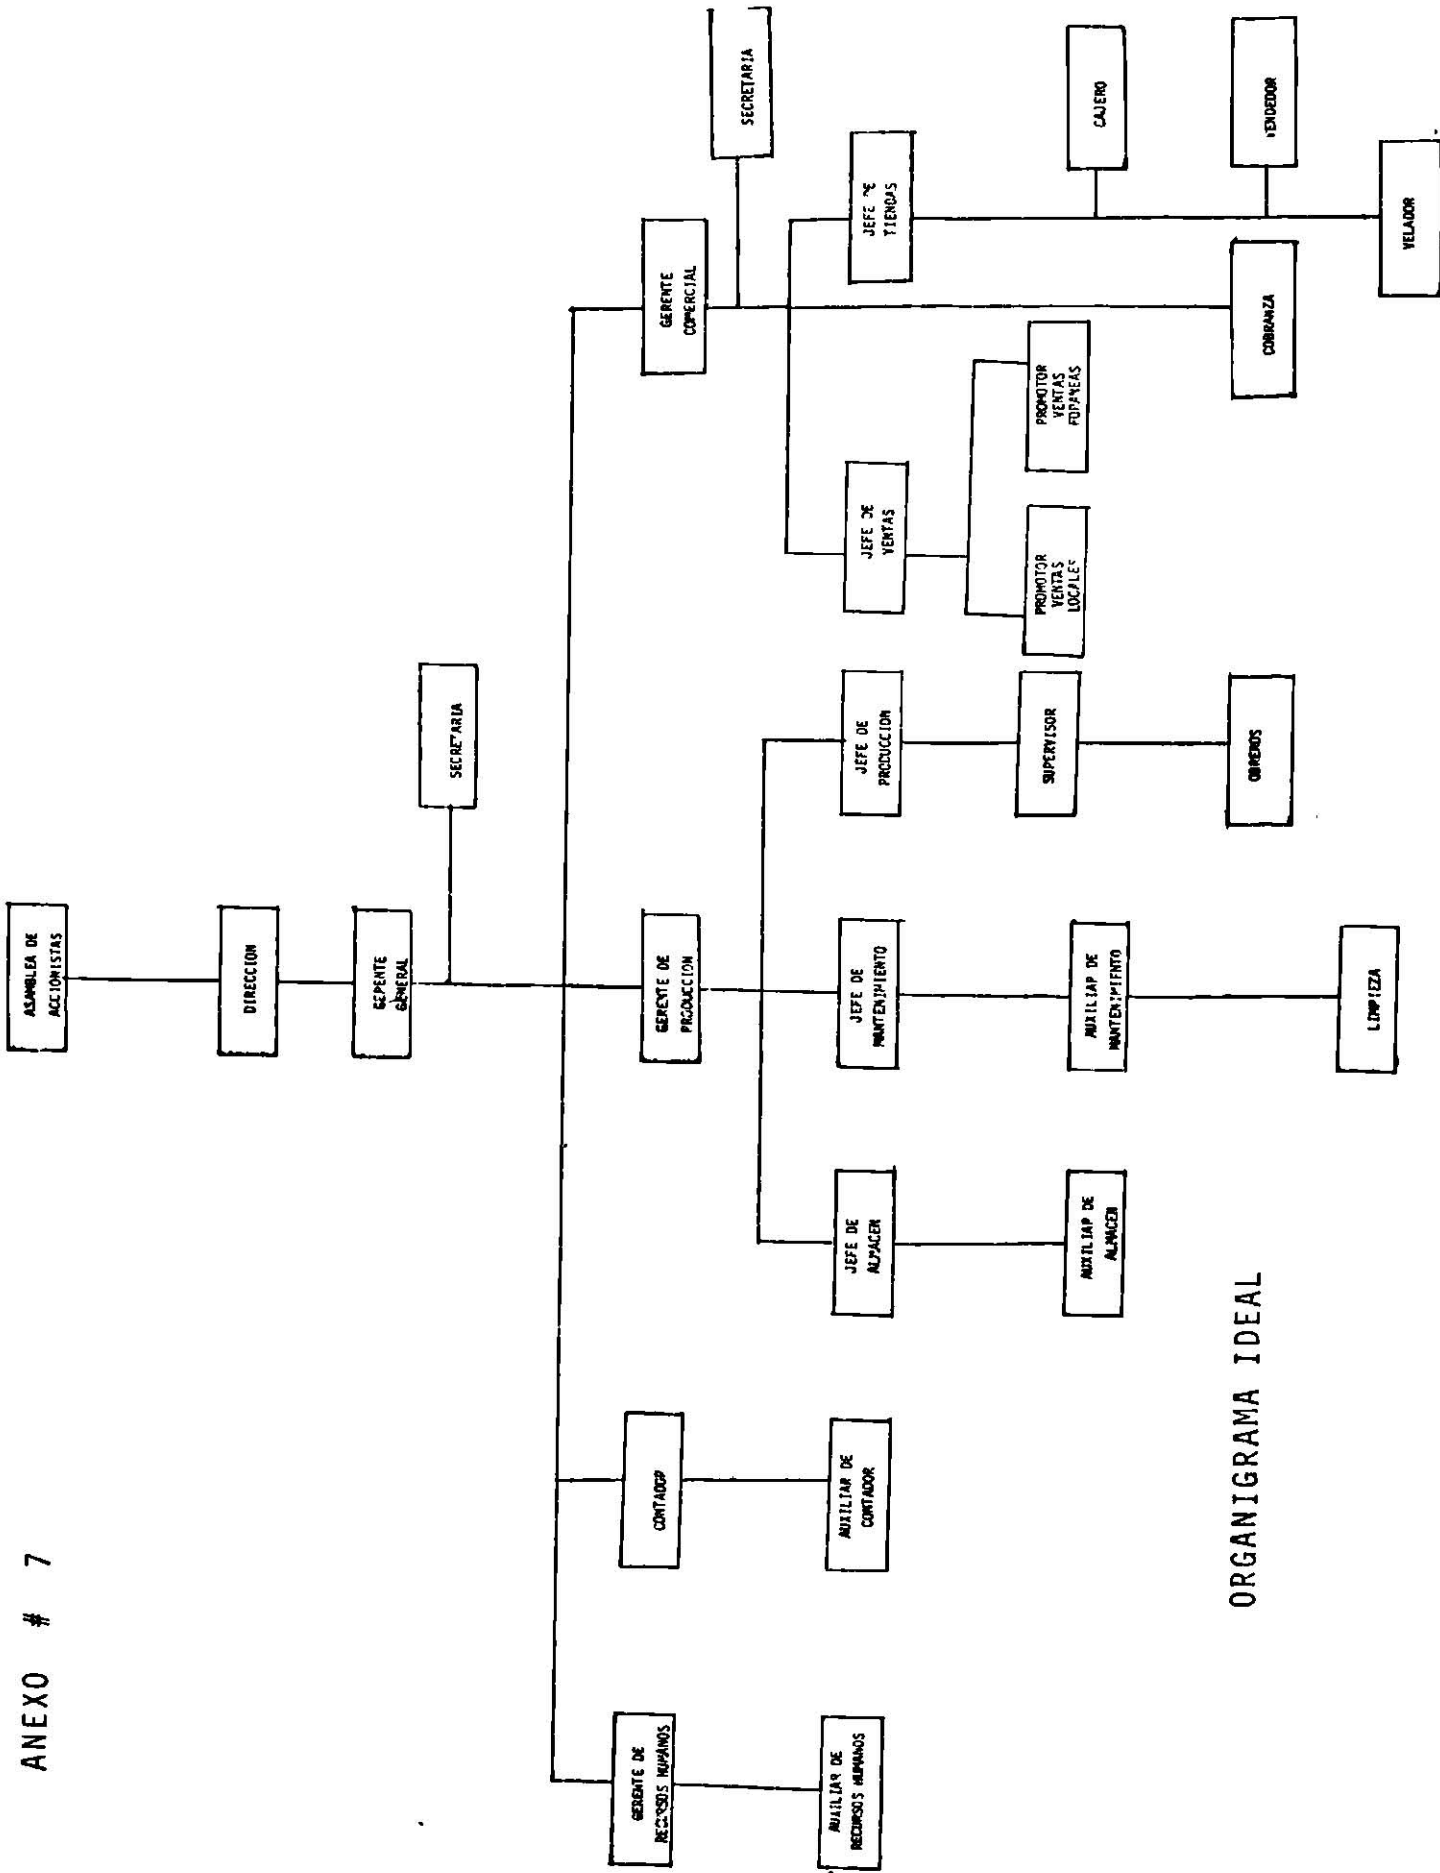 ANEXO # 7
ASAMBLEA DE
ACCIONISTAS
DIRECCION
GEPENTE
GENERAL
SECRETARIA
GERENTE DE
RECURSOS HUMANOS
CONTADOR
GERENTE DE
PRODUCCION
GERENTE
COMERCIAL
SECRETARIA
AUXILIAR DE
RECURSOS HUMANOS
AUXILIAR DE
CONTADOR
JEFE DE
ALMACEN
JEFE DE
MANTENIMIENTO
JEFE DE
PRODUCCION
JEFE DE
VENTAS
JEFE DE
TIENDAS
AUXILIAP DE
ALMACEN
AUXILIAP DE
MANTENIMIENTO
SUPERVISOR
PROMOTOR
VENTAS
LOCALES
PROMOTOR
VENTAS
FORANEAS
CAJERO
OBREROS
COBRANZA
VENDEDOR
LIMPIEZA
VELADOR
ORGANIGRAMA IDEAL